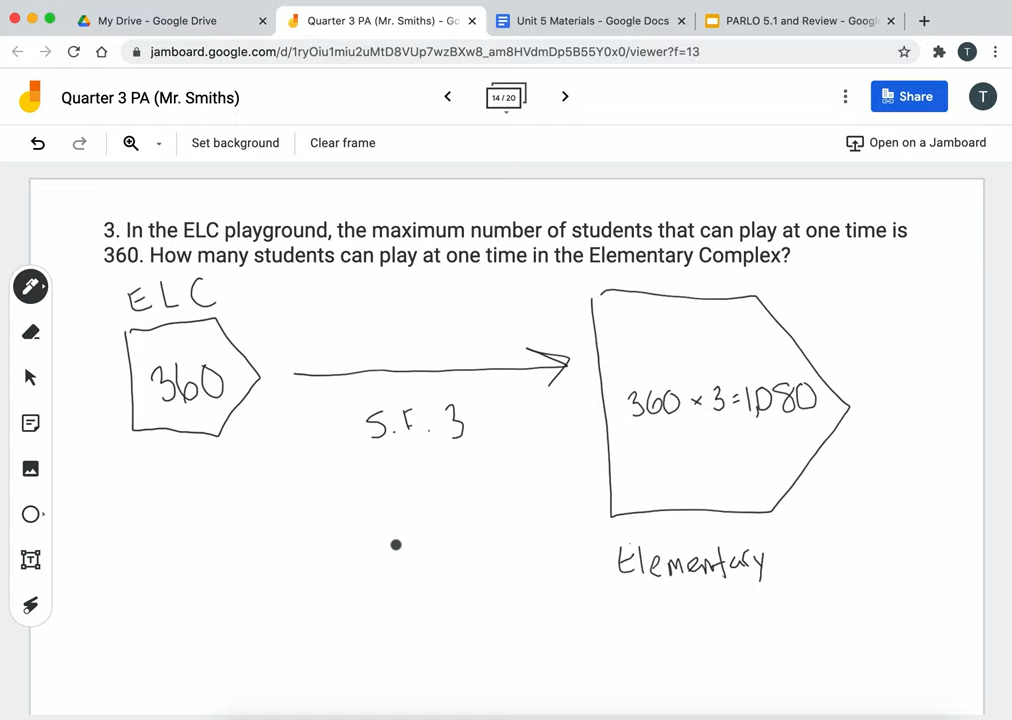 My Drive - Google Drive
Quarter 3 PA (Mr. Smiths) - Go
Unit 5 Materials - Google Docs
PARLO 5.1 and Review - Googl
jamboard.google.com/d/1ryOiu1miu2uMtD8VUp7wzBXw8_am8HVdmDp5B55Y0x0/viewer?f=13
T
Quarter 3 PA (Mr. Smiths)
14 / 20
Share
T
Set background
Clear frame
Open on a Jamboard
3. In the ELC playground, the maximum number of students that can play at one time is
360. How many students can play at one time in the Elementary Complex?
ELC
360
S.F. 3
360 × 3 = 1,080
Elementary